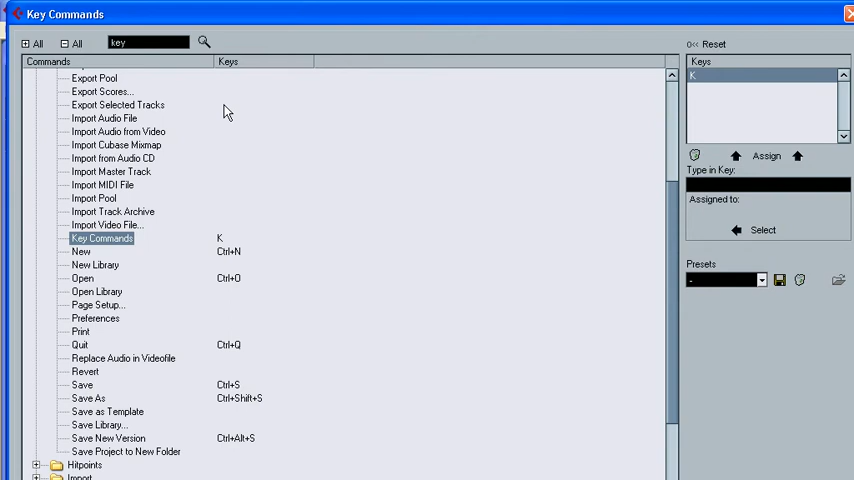 Key Commands
All All key
0<< Reset
Commands Keys
Keys
Export Pool
K
Export Scores...
Export Selected Tracks
Import Audio File
Import Audio from Video
Import Cubase Mixmap
Import from Audio CD
Assign
Import Master Track
Type in Key:
Import MIDI File
Import Pool
Assigned to:
Import Track Archive
Import Video File...
Select
Key Commands K
New Ctrl+N
New Library
Presets
Open Ctrl+O
-
Open Library
Page Setup...
Preferences
Print
Quit Ctrl+Q
Replace Audio in Videofile
Revert
Save Ctrl+S
Save As Ctrl+Shift+S
Save as Template
Save Library...
Save New Version Ctrl+Alt+S
Save Project to New Folder
Hitpoints
Import